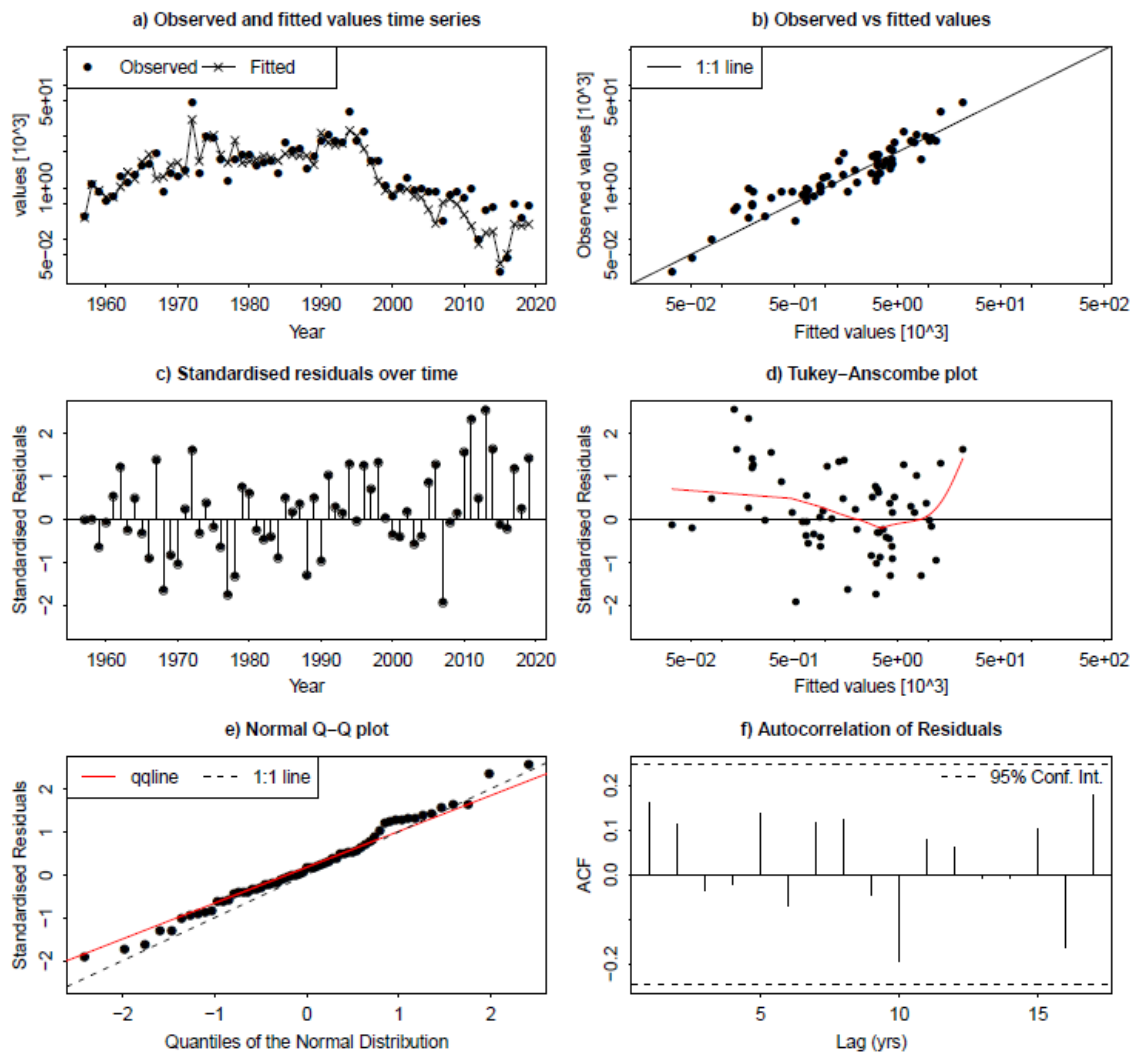 a) Observed and fitted values time series
Observed Fitted
values [10^3]
5e-02 1e+00 5e+01
1960 1970 1980 1990 2000 2010 2020
Year
b) Observed vs fitted values
1:1 line
Observed values [10^3]
5e-02 1e+00 5e+01
5e-02 5e-01 5e+00 5e+01 5e+02
Fitted values [10^3]
c) Standardised residuals over time
Standardised Residuals
-2 -1 0 1 2
1960 1970 1980 1990 2000 2010 2020
Year
d) Tukey-Anscombe plot
Standardised Residuals
-2 -1 0 1 2
5e-02 5e-01 5e+00 5e+01 5e+02
Fitted values [10^3]
e) Normal Q-Q plot
qqline 1:1 line
Standardised Residuals
-2 -1 0 1 2
-2 -1 0 1 2
Quantiles of the Normal Distribution
f) Autocorrelation of Residuals
95% Conf. Int.
ACF
-0.2 0.0 0.1 0.2
5 10 15
Lag (yrs)